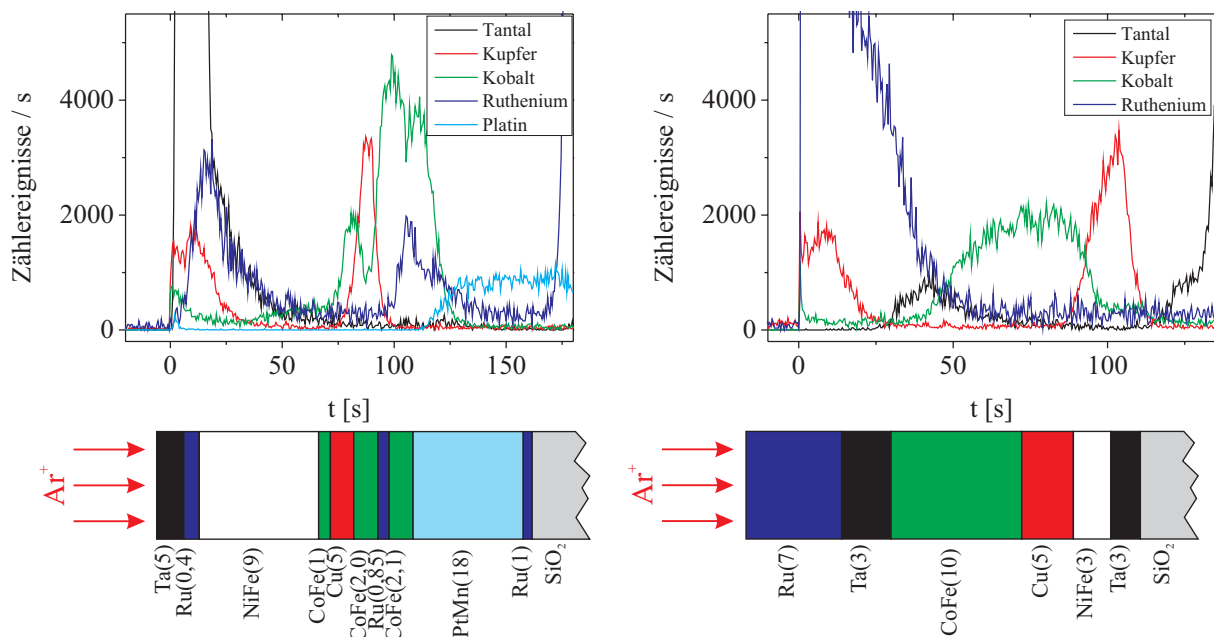 Zählereignisse / s
4000
2000
0
Tantal
Kupfer
Kobalt
Ruthenium
Platin
0
50
100
150
t [s]
Ar⁺
Ta(5)
Ru(0,4)
NiFe(9)
CoFe(1)
Cu(5)
CoFe(2,0)
Ru(0,85)
CoFe(2,1)
PtMn(18)
Ru(1)
SiO₂
Zählereignisse / s
4000
2000
0
Tantal
Kupfer
Kobalt
Ruthenium
0
50
100
t [s]
Ar⁺
Ru(7)
Ta(3)
CoFe(10)
Cu(5)
NiFe(3)
Ta(3)
SiO₂